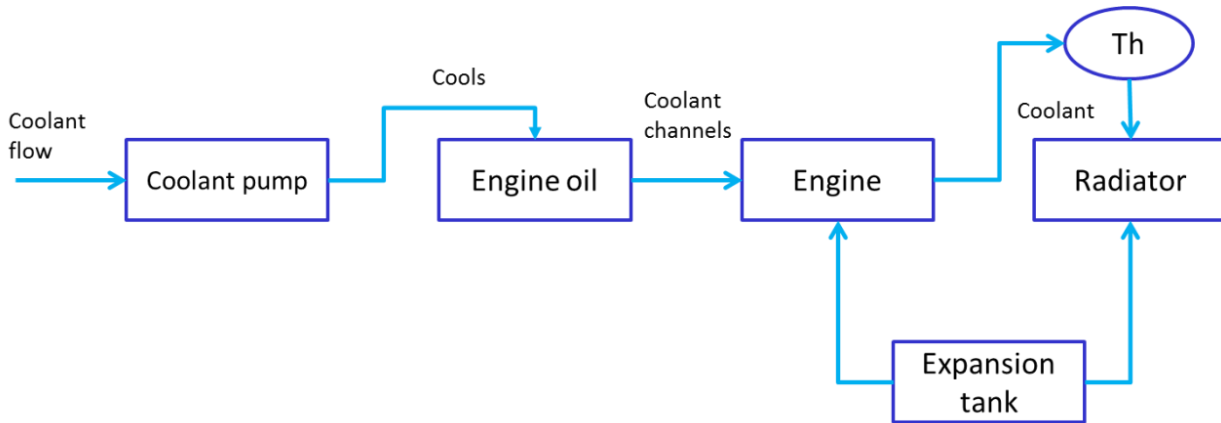 Coolant
flow
Coolant pump
Cools
Engine oil
Coolant
channels
Engine
Th
Coolant
Radiator
Expansion
tank